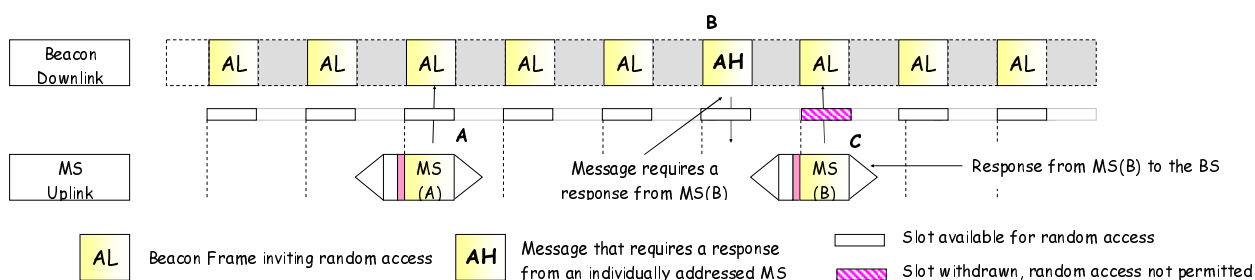 B
Beacon
Downlink
AL AL AL AL AL AH AL AL AL
A
C
MS
Uplink
MS
(A)
Message requires a
response from MS(B)
MS
(B)
Response from MS(B) to the BS
AL Beacon Frame inviting random access
AH Message that requires a response
from an individually addressed MS
Slot available for random access
Slot withdrawn, random access not permitted